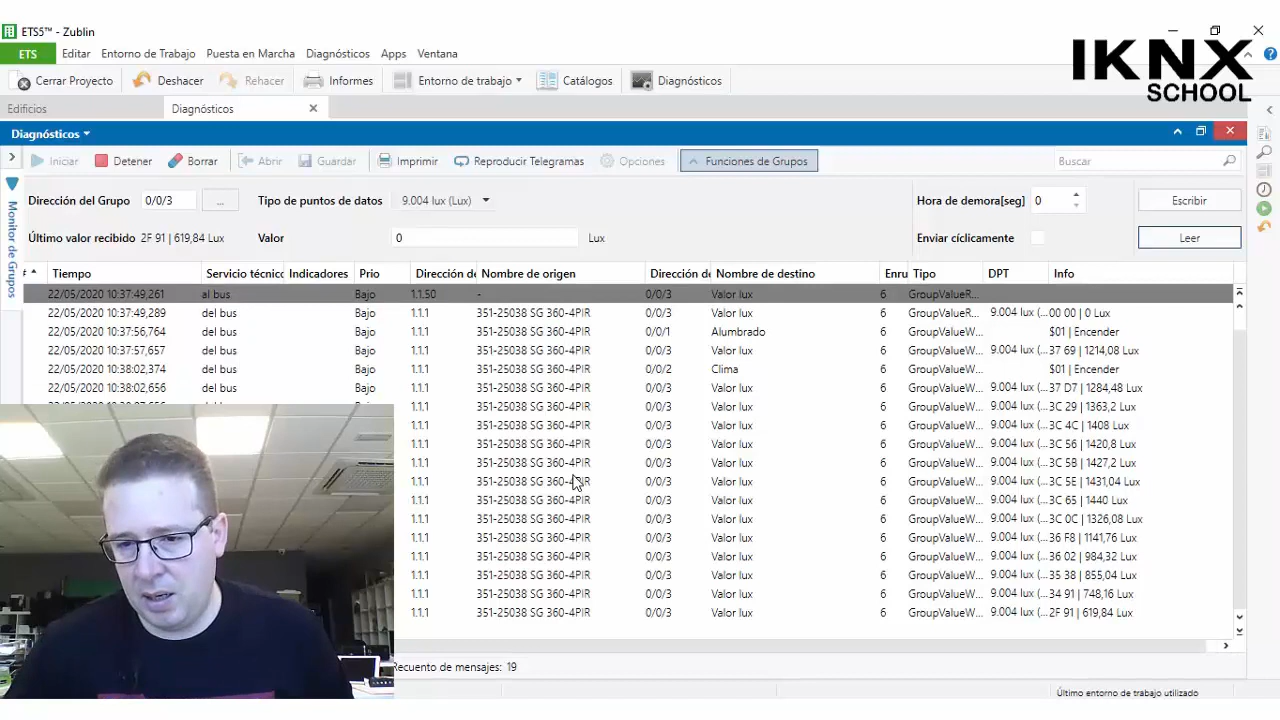 ETS5™ - Zublin
IKNX
SCHOOL
ETS Editar Entorno de Trabajo Puesta en Marcha Diagnósticos Apps Ventana
Cerrar Proyecto Deshacer Rehacer Informes Entorno de trabajo Catálogos Diagnósticos
Edificios Diagnósticos
Diagnósticos
Iniciar Detener Borrar Abrir Guardar Imprimir Reproducir Telegramas Opciones Funciones de Grupos Buscar
Monitor de Grupos
Dirección del Grupo 0/0/3 ... Tipo de puntos de datos 9.004 lux (Lux) Hora de demora[seg] 0 Escribir
Último valor recibido 2F 91 | 619,84 Lux Valor 0 Lux Enviar cíclicamente Leer
# Tiempo Servicio técnico Indicadores Prio Dirección de Nombre de origen Dirección de Nombre de destino Enru Tipo DPT Info
22/05/2020 10:37:49,261 al bus Bajo 1.1.50 - 0/0/3 Valor lux 6 GroupValueR...
22/05/2020 10:37:49,289 del bus Bajo 1.1.1 351-25038 SG 360-4PIR 0/0/3 Valor lux 6 GroupValueR... 9.004 lux (... 00 00 | 0 Lux
22/05/2020 10:37:56,764 del bus Bajo 1.1.1 351-25038 SG 360-4PIR 0/0/1 Alumbrado 6 GroupValueW... $01 | Encender
22/05/2020 10:37:57,657 del bus Bajo 1.1.1 351-25038 SG 360-4PIR 0/0/3 Valor lux 6 GroupValueW... 9.004 lux (... 37 69 | 1214,08 Lux
22/05/2020 10:38:02,374 del bus Bajo 1.1.1 351-25038 SG 360-4PIR 0/0/2 Clima 6 GroupValueW... $01 | Encender
22/05/2020 10:38:02,656 del bus Bajo 1.1.1 351-25038 SG 360-4PIR 0/0/3 Valor lux 6 GroupValueW... 9.004 lux (... 37 D7 | 1284,48 Lux
1.1.1 351-25038 SG 360-4PIR 0/0/3 Valor lux 6 GroupValueW... 9.004 lux (... 3C 29 | 1363,2 Lux
1.1.1 351-25038 SG 360-4PIR 0/0/3 Valor lux 6 GroupValueW... 9.004 lux (... 3C 4C | 1408 Lux
1.1.1 351-25038 SG 360-4PIR 0/0/3 Valor lux 6 GroupValueW... 9.004 lux (... 3C 56 | 1420,8 Lux
1.1.1 351-25038 SG 360-4PIR 0/0/3 Valor lux 6 GroupValueW... 9.004 lux (... 3C 5B | 1427,2 Lux
1.1.1 351-25038 SG 360-4PIR 0/0/3 Valor lux 6 GroupValueW... 9.004 lux (... 3C 5E | 1431,04 Lux
1.1.1 351-25038 SG 360-4PIR 0/0/3 Valor lux 6 GroupValueW... 9.004 lux (... 3C 65 | 1440 Lux
1.1.1 351-25038 SG 360-4PIR 0/0/3 Valor lux 6 GroupValueW... 9.004 lux (... 3C 0C | 1326,08 Lux
1.1.1 351-25038 SG 360-4PIR 0/0/3 Valor lux 6 GroupValueW... 9.004 lux (... 36 F8 | 1141,76 Lux
1.1.1 351-25038 SG 360-4PIR 0/0/3 Valor lux 6 GroupValueW... 9.004 lux (... 36 02 | 984,32 Lux
1.1.1 351-25038 SG 360-4PIR 0/0/3 Valor lux 6 GroupValueW... 9.004 lux (... 35 38 | 855,04 Lux
1.1.1 351-25038 SG 360-4PIR 0/0/3 Valor lux 6 GroupValueW... 9.004 lux (... 34 91 | 748,16 Lux
1.1.1 351-25038 SG 360-4PIR 0/0/3 Valor lux 6 GroupValueW... 9.004 lux (... 2F 91 | 619,84 Lux
Recuento de mensajes: 19
Último entorno de trabajo utilizado